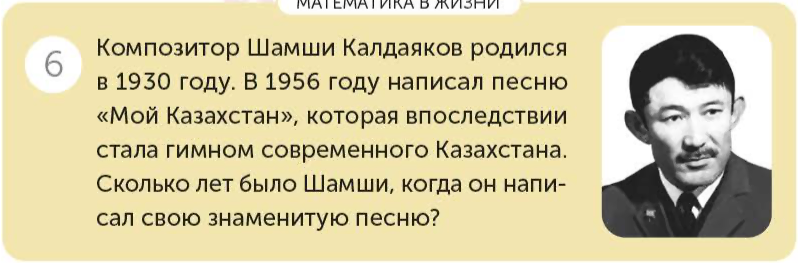 МАТЕМАТИКА В ЖИЗНИ
6
Композитор Шамши Калдаяков родился
в 1930 году. В 1956 году написал песню
«Мой Казахстан», которая впоследствии
стала гимном современного Казахстана.
Сколько лет было Шамши, когда он напи-
сал свою знаменитую песню?